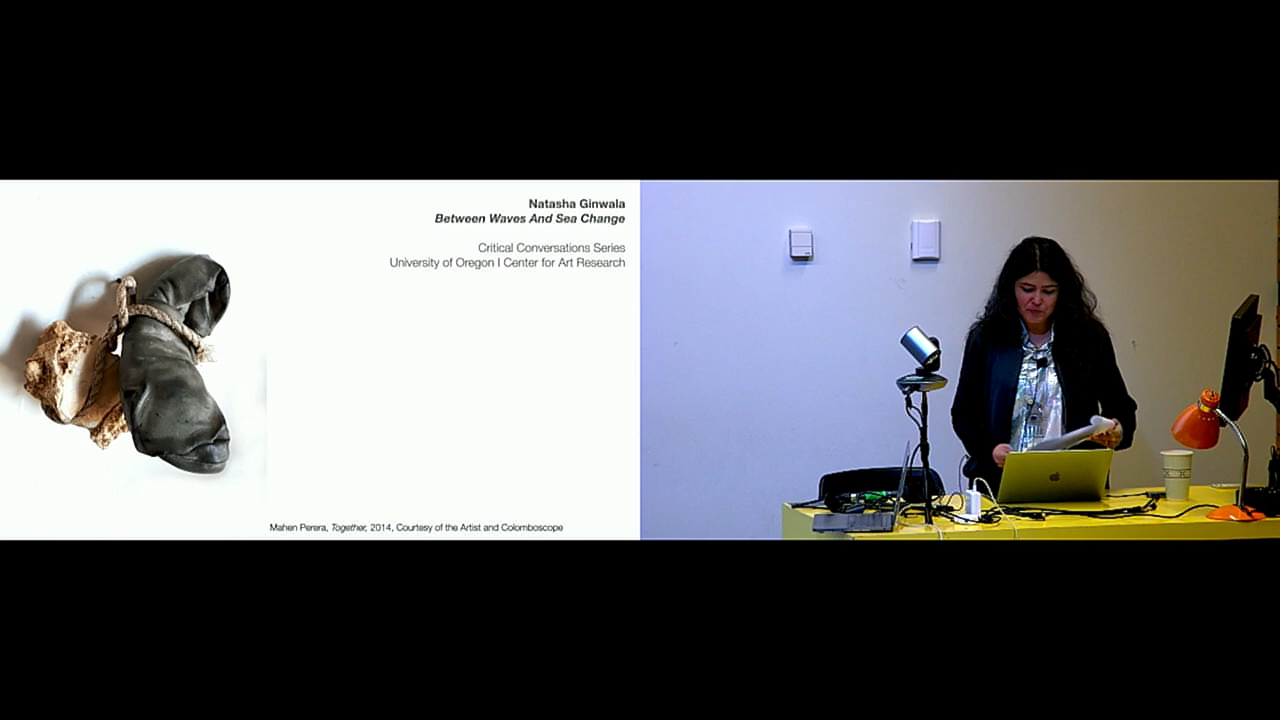 Natasha Ginwala
Between Waves And Sea Change
Critical Conversations Series
University of Oregon I Center for Art Research
Mahen Perera, Together, 2014, Courtesy of the Artist and Colomboscope